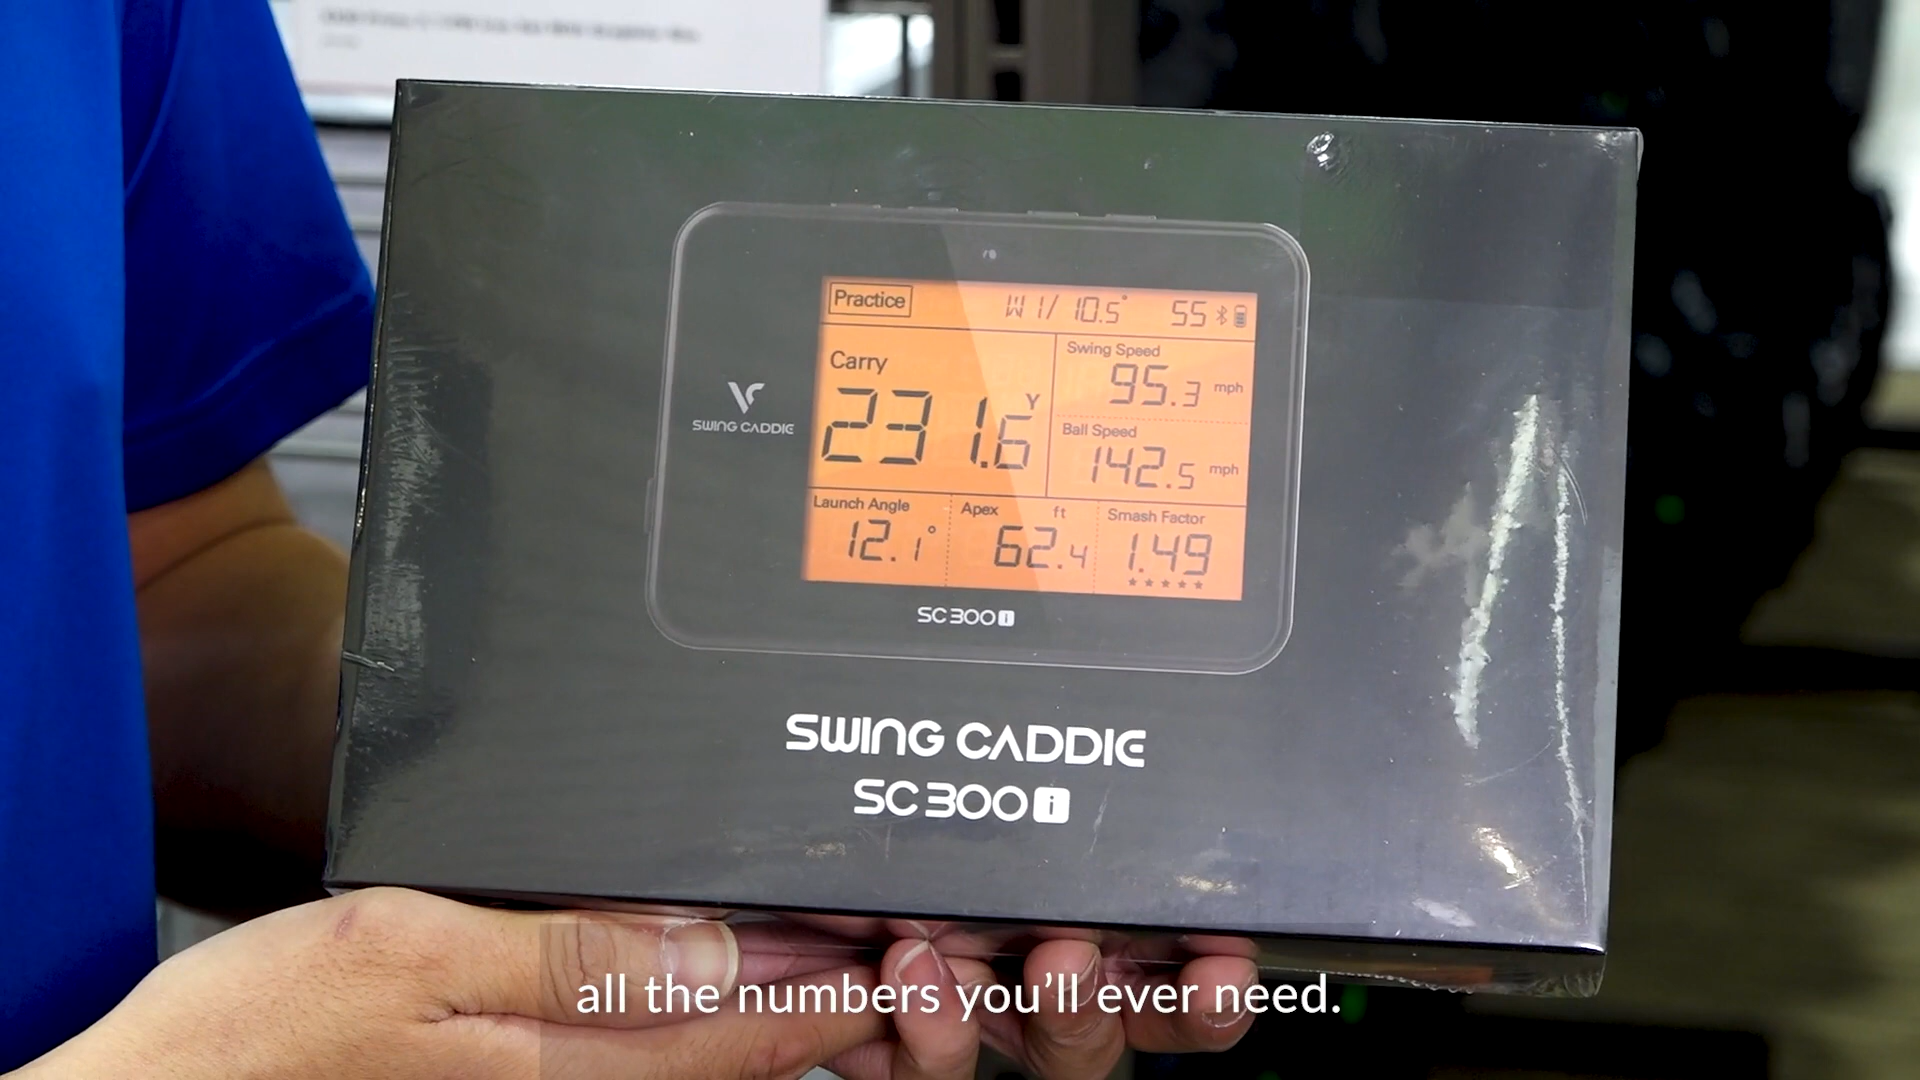 Practice
W 1/ 10.5° 55
Carry
231.6 Y
Swing Speed
95.3 mph
Ball Speed
142.5 mph
Launch Angle
12.1°
Apex ft
62.4
Smash Factor
1.49
SWING CADDIE
SC300i
SWING CADDIE
SC300i
all the numbers you'll ever need.